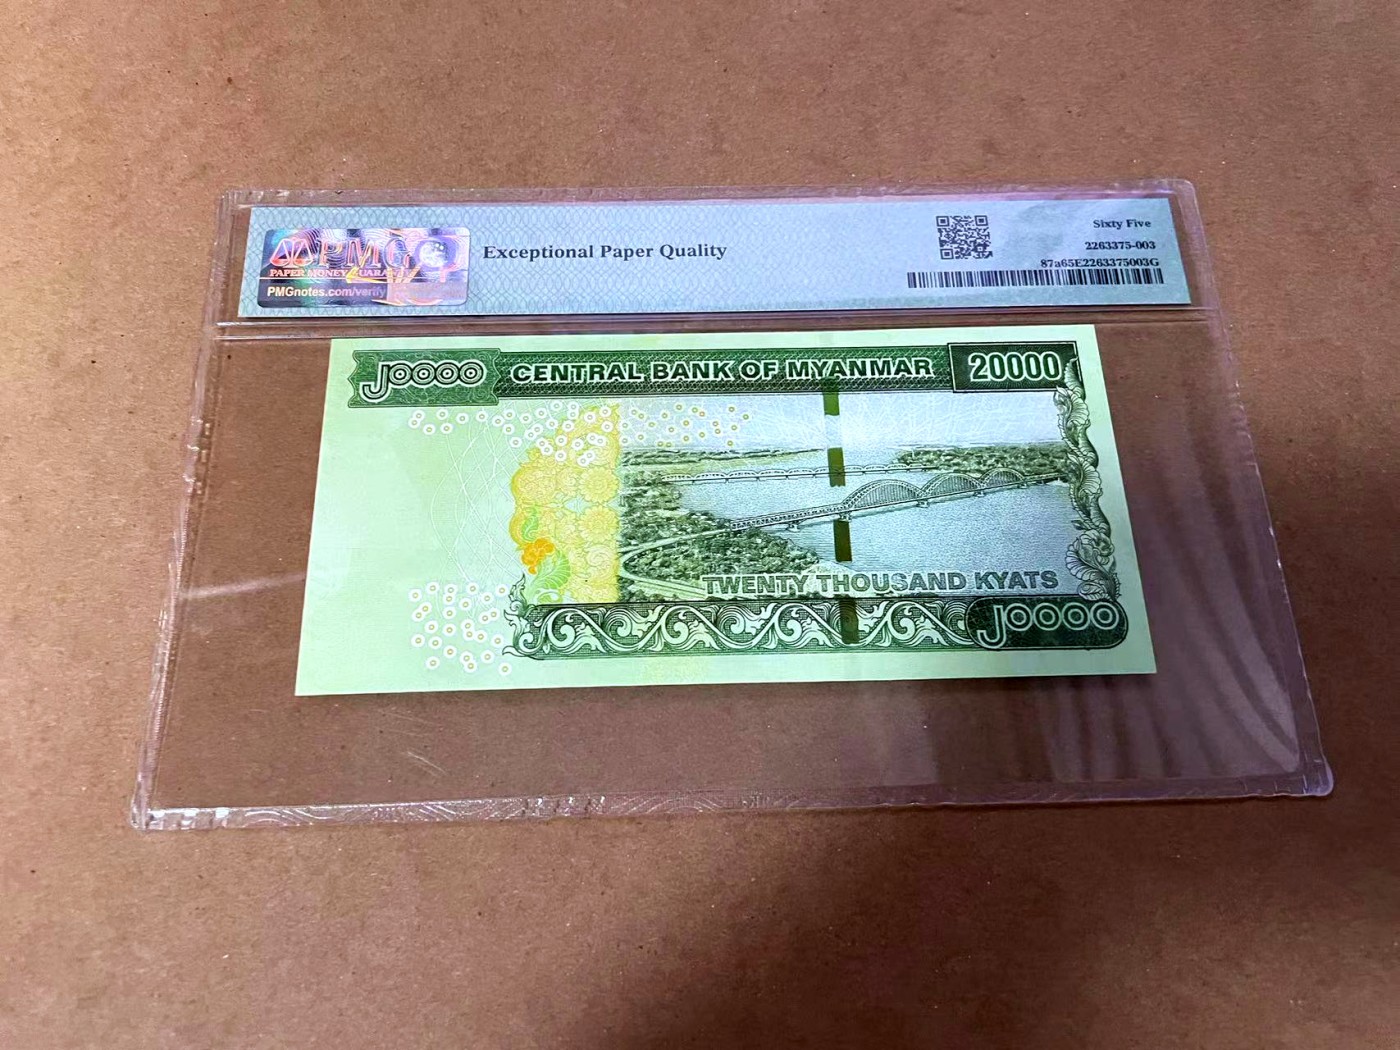 PMG
PAPER MONEY GUARANTY
PMGnotes.com/verify
Exceptional Paper Quality
Sixty Five
2263375-003
87a65E2263375003G
၂၀၀၀၀
CENTRAL BANK OF MYANMAR
20000
TWENTY THOUSAND KYATS
၂၀၀၀၀